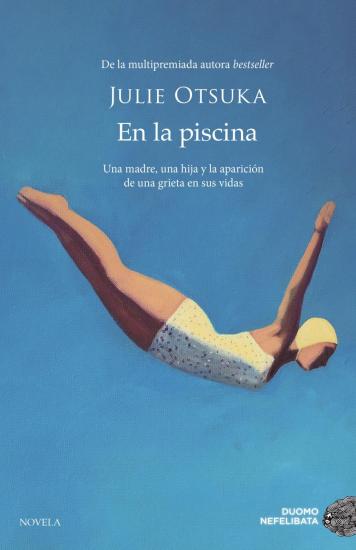 De la multipremiada autora bestseller
JULIE OTSUKA
En la piscina
Una madre, una hija y la aparición
de una grieta en sus vidas
DUOMO
NEFELIBATA
NOVELA